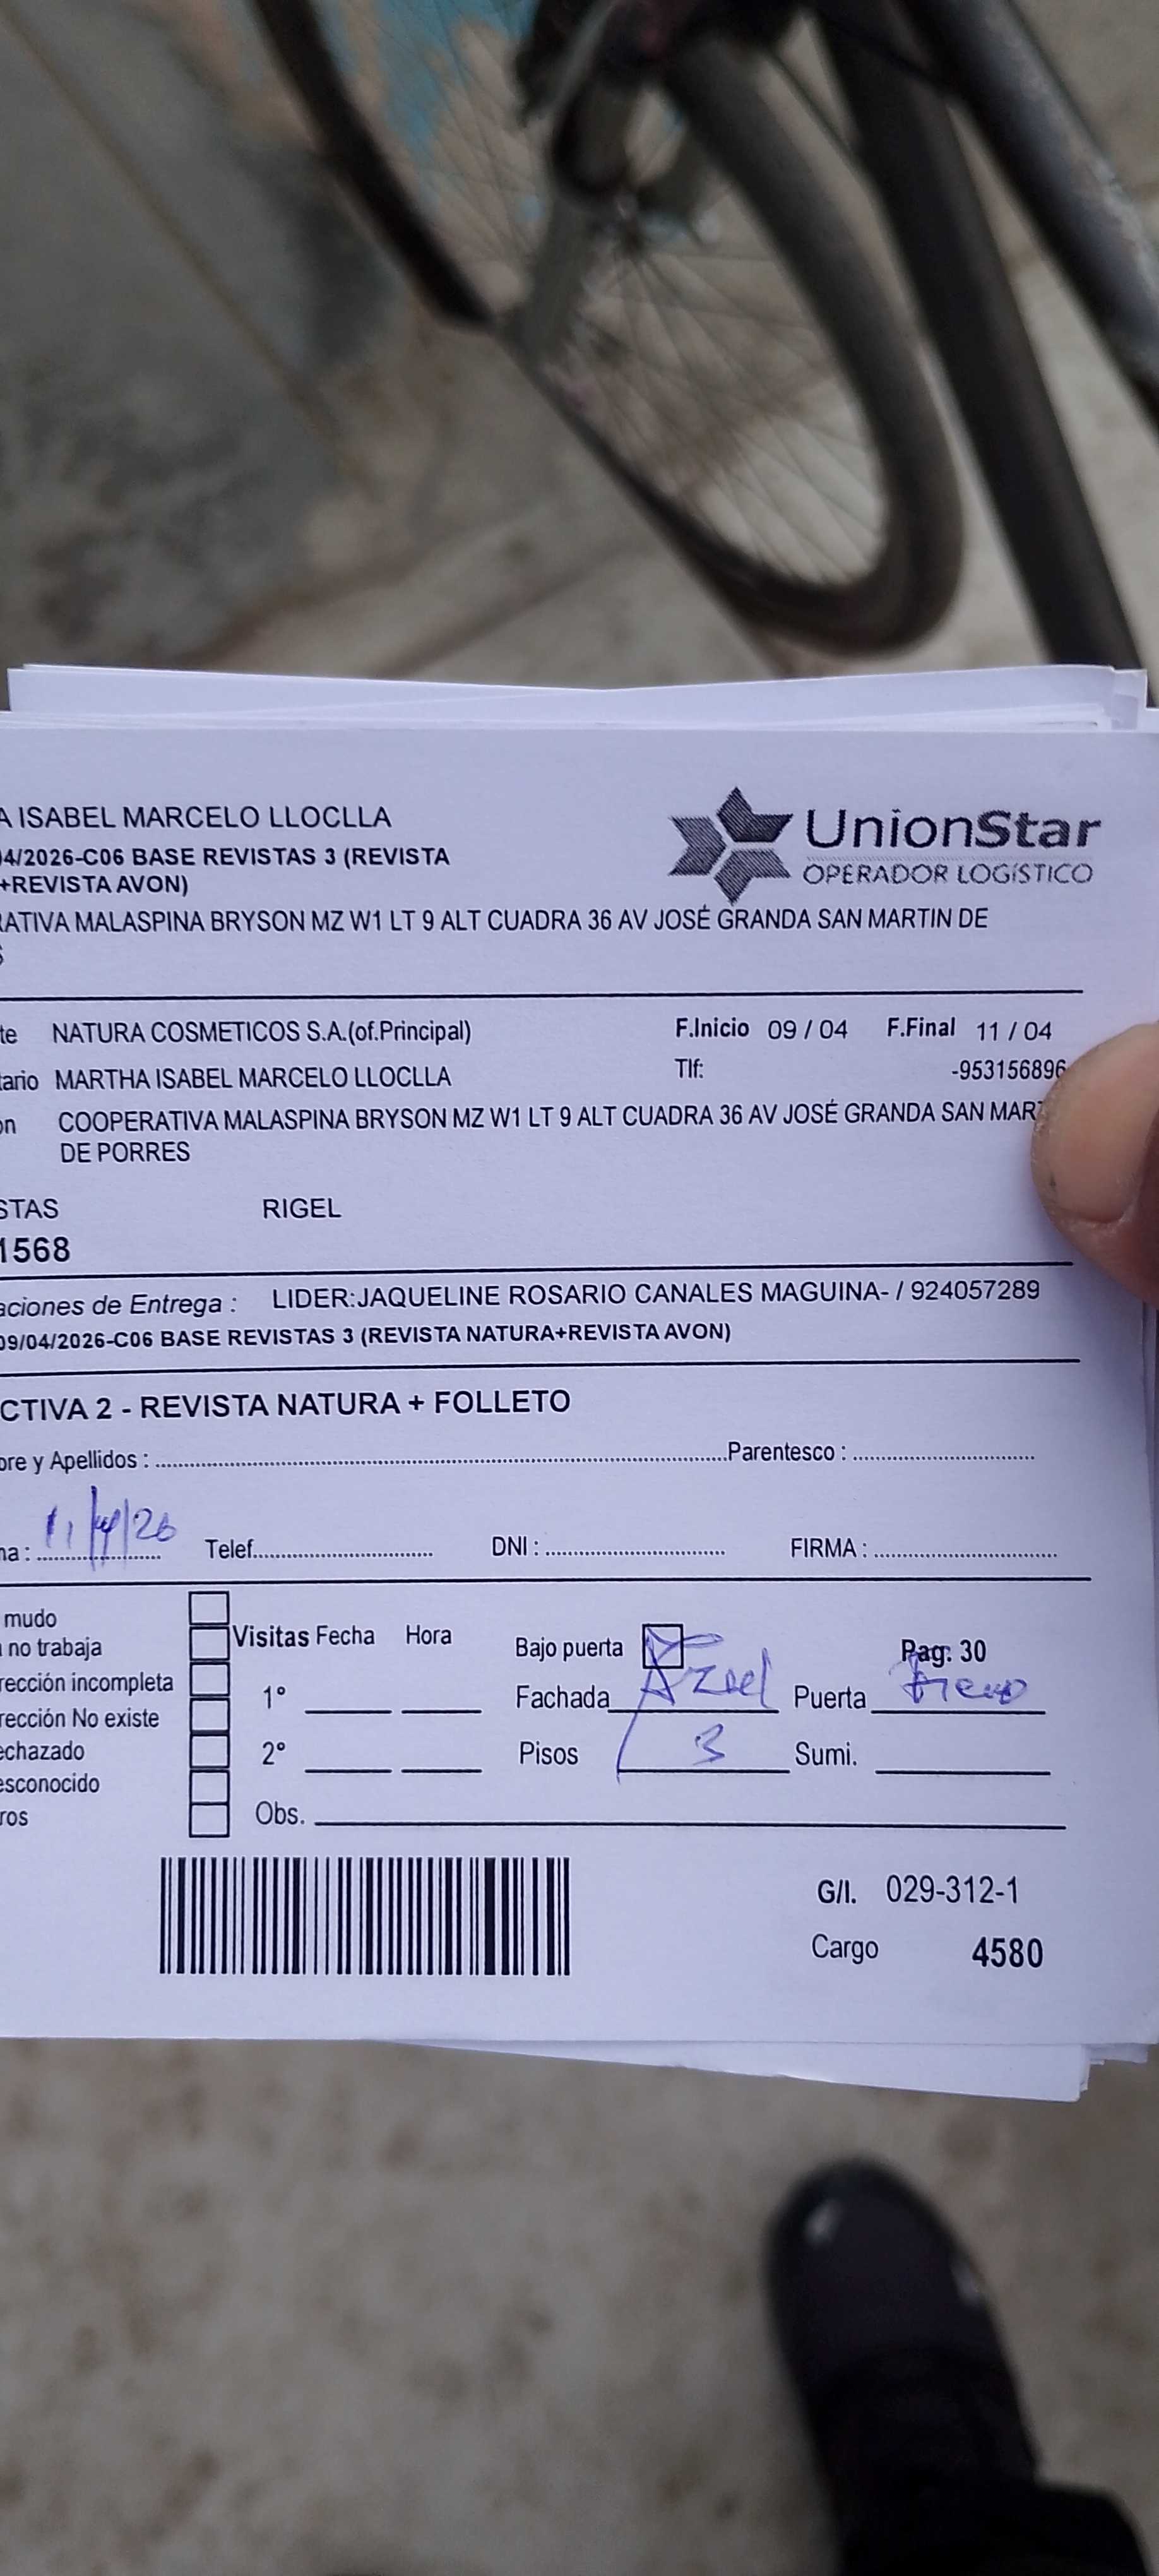 A ISABEL MARCELO LLOCLLA
04/2026-C06 BASE REVISTAS 3 (REVISTA
+REVISTA AVON)
UnionStar
OPERADOR LOGÍSTICO
RATIVA MALASPINA BRYSON MZ W1 LT 9 ALT CUADRA 36 AV JOSÉ GRANDA SAN MARTIN DE
S
te NATURA COSMETICOS S.A.(of.Principal) F.Inicio 09 / 04 F.Final 11 / 04
tario MARTHA ISABEL MARCELO LLOCLLA Tlf: -953156896
on COOPERATIVA MALASPINA BRYSON MZ W1 LT 9 ALT CUADRA 36 AV JOSÉ GRANDA SAN MART
DE PORRES
STAS RIGEL
1568
aciones de Entrega : LIDER:JAQUELINE ROSARIO CANALES MAGUINA- / 924057289
09/04/2026-C06 BASE REVISTAS 3 (REVISTA NATURA+REVISTA AVON)
CTIVA 2 - REVISTA NATURA + FOLLETO
bre y Apellidos : Parentesco :
ha : 11/4/26 Telef. DNI : FIRMA :
mudo
no trabaja
rección incompleta
rección No existe
echazado
esconocido
ros
Visitas Fecha Hora
1°
2°
Obs.
Bajo puerta Pag: 30
Fachada Azul Puerta Fierro
Pisos 3 Sumi.
G/I. 029-312-1
Cargo 4580